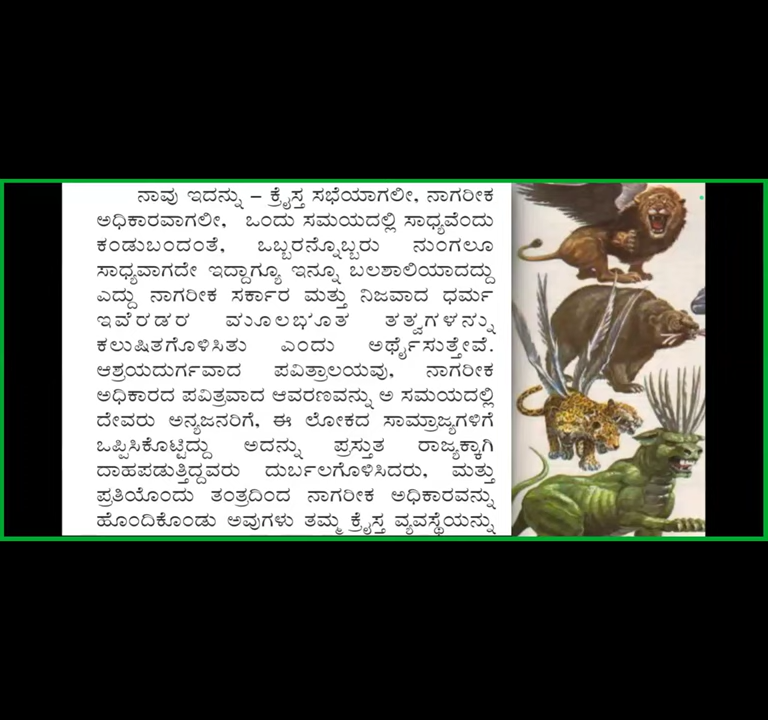 ನಾವು ಇದನ್ನು – ಕ್ರೈಸ್ತ ಸಭೆಯಾಗಲೀ, ನಾಗರೀಕ
ಅಧಿಕಾರವಾಗಲೀ, ಒಂದು ಸಮಯದಲ್ಲಿ ಸಾಧ್ಯವೆಂದು
ಕಂಡುಬಂದಂತೆ, ಒಬ್ಬರನ್ನೊಬ್ಬರು ನುಂಗಲೂ
ಸಾಧ್ಯವಾಗದೇ ಇದ್ದಾಗ್ಯೂ ಇನ್ನೂ ಬಲಶಾಲಿಯಾದದ್ದು
ಎದ್ದು ನಾಗರೀಕ ಸರ್ಕಾರ ಮತ್ತು ನಿಜವಾದ ಧರ್ಮ
ಇವೆರಡರ ಮೂಲಭೂತ ತತ್ವಗಳನ್ನು
ಕಲುಷಿತಗೊಳಿಸಿತು ಎಂದು ಅರ್ಥೈಸುತ್ತೇವೆ.
ಆಶ್ರಯದುರ್ಗವಾದ ಪವಿತ್ರಾಲಯವು, ನಾಗರೀಕ
ಅಧಿಕಾರದ ಪವಿತ್ರವಾದ ಆವರಣವನ್ನು ಅ ಸಮಯದಲ್ಲಿ
ದೇವರು ಅನ್ಯಜನರಿಗೆ, ಈ ಲೋಕದ ಸಾಮ್ರಾಜ್ಯಗಳಿಗೆ
ಒಪ್ಪಿಸಿಕೊಟ್ಟಿದ್ದು ಅದನ್ನು ಪ್ರಸ್ತುತ ರಾಜ್ಯಕ್ಕಾಗಿ
ದಾಹಪಡುತ್ತಿದ್ದವರು ದುರ್ಬಲಗೊಳಿಸಿದರು, ಮತ್ತು
ಪ್ರತಿಯೊಂದು ತಂತ್ರದಿಂದ ನಾಗರೀಕ ಅಧಿಕಾರವನ್ನು
ಹೊಂದಿಕೊಂಡು ಅವುಗಳು ತಮ್ಮ ಕ್ರೈಸ್ತ ವ್ಯವಸ್ಥೆಯನ್ನು